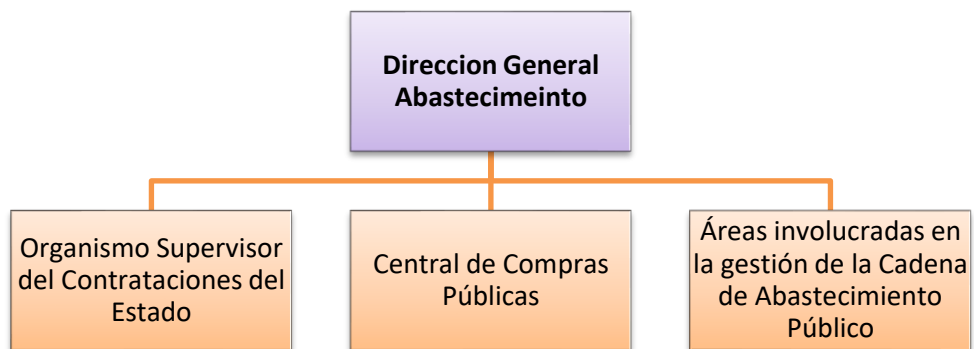 Direccion General
Abastecimeinto
Organismo Supervisor
del Contrataciones del
Estado
Central de Compras
Públicas
Áreas involucradas en
la gestión de la Cadena
de Abastecimiento
Público